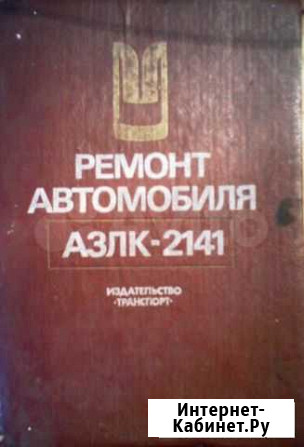 РЕМОНТ
АВТОМОБИЛЯ
АЗЛК-2141
ИЗДАТЕЛЬСТВО
«ТРАНСПОРТ»
Интернет-
Кабинет.Ру